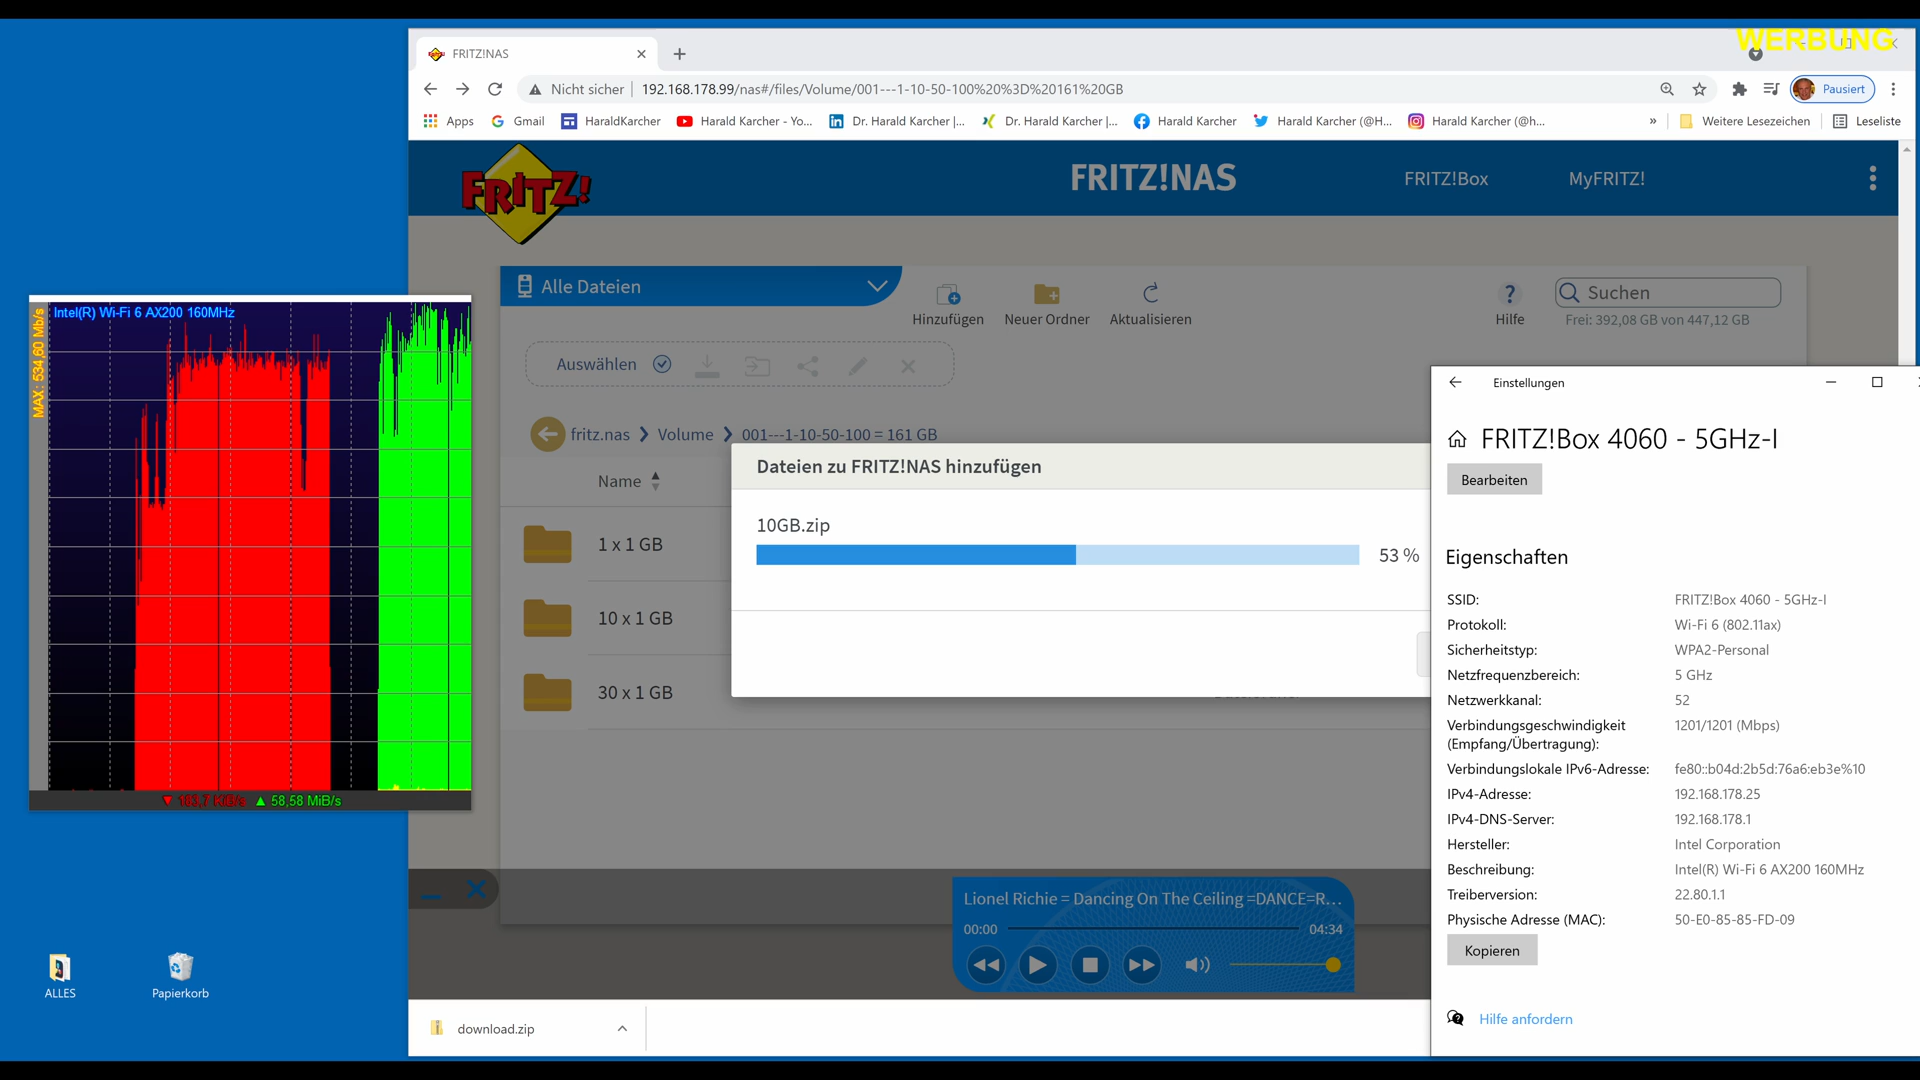 WERBUNG
FRITZ!NAS
Nicht sicher
192.168.178.99/nas#/files/Volume/001---1-10-50-100%20%3D%20161%20GB
Pausiert
Apps
Gmail
HaraldKarcher
Harald Karcher - Yo...
Dr. Harald Karcher |...
Dr. Harald Karcher |...
Harald Karcher
Harald Karcher (@H...
Harald Karcher (@h...
»
Weitere Lesezeichen
Leseliste
FRITZ!
FRITZ!NAS
FRITZ!Box
MyFRITZ!
Alle Dateien
Hinzufügen
Neuer Ordner
Aktualisieren
Hilfe
Suchen
Frei: 392,08 GB von 447,12 GB
Auswählen
fritz.nas
Volume
001---1-10-50-100 = 161 GB
Name
1 x 1 GB
10 x 1 GB
30 x 1 GB
Dateien zu FRITZ!NAS hinzufügen
10GB.zip
53 %
Intel(R) Wi-Fi 6 AX200 160MHz
MAX: 534,60 Mb/s
183,7 KiB/s
58,58 MiB/s
Lionel Richie = Dancing On The Ceiling =DANCE=R...
00:00
04:34
Einstellungen
FRITZ!Box 4060 - 5GHz-I
Bearbeiten
Eigenschaften
SSID: FRITZ!Box 4060 - 5GHz-I
Protokoll: Wi-Fi 6 (802.11ax)
Sicherheitstyp: WPA2-Personal
Netzfrequenzbereich: 5 GHz
Netzwerkkanal: 52
Verbindungsgeschwindigkeit 1201/1201 (Mbps)
(Empfang/Übertragung):
Verbindungslokale IPv6-Adresse: fe80::b04d:2b5d:76a6:eb3e%10
IPv4-Adresse: 192.168.178.25
IPv4-DNS-Server: 192.168.178.1
Hersteller: Intel Corporation
Beschreibung: Intel(R) Wi-Fi 6 AX200 160MHz
Treiberversion: 22.80.1.1
Physische Adresse (MAC): 50-E0-85-85-FD-09
Kopieren
Hilfe anfordern
ALLES
Papierkorb
download.zip